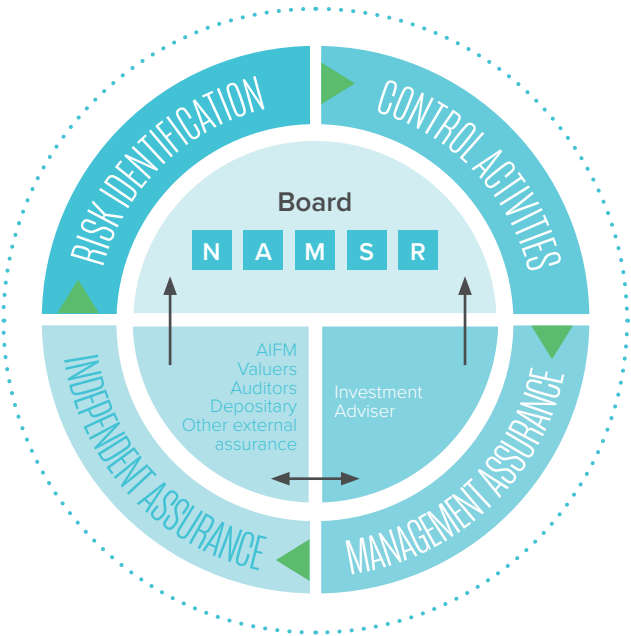 RISK IDENTIFICATION
CONTROL ACTIVITIES
Board
N A M S R
AIFM
Valuers
Auditors
Depositary
Other external
assurance
Investment
Adviser
INDEPENDENT ASSURANCE
MANAGEMENT ASSURANCE